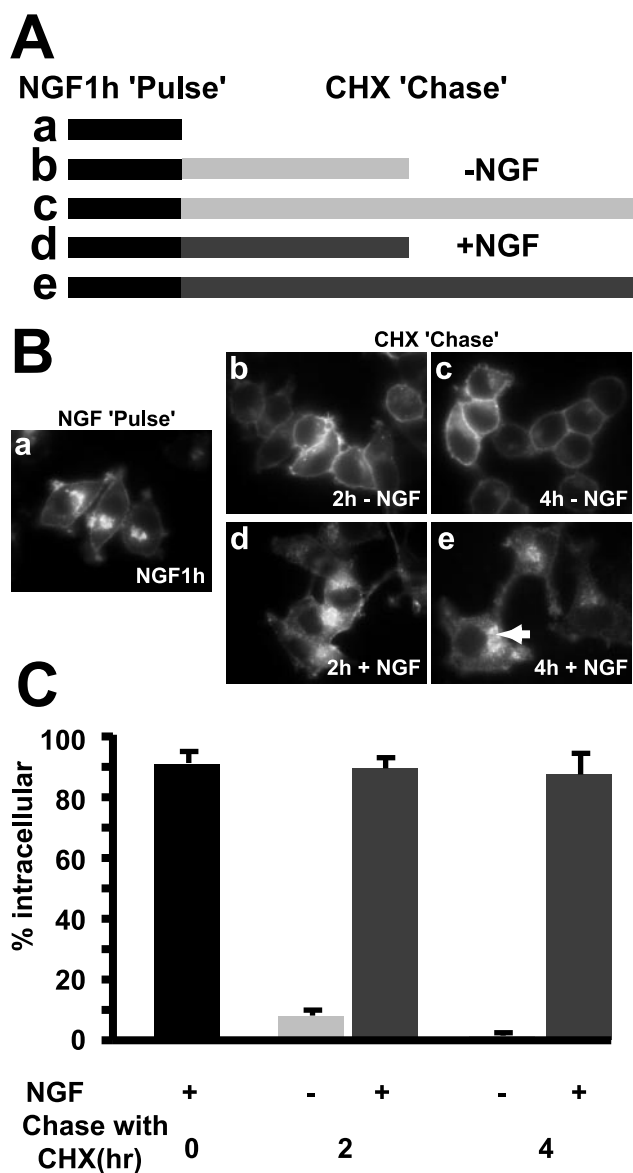 A
NGF1h 'Pulse' CHX 'Chase'
a
b -NGF
c
d +NGF
e
B
CHX 'Chase'
NGF 'Pulse'
a
NGF1h
b
2h - NGF
c
4h - NGF
d
2h + NGF
e
4h + NGF
C
% intracellular
100
80
60
40
20
0
NGF + - + - +
Chase with
CHX(hr) 0 2 4